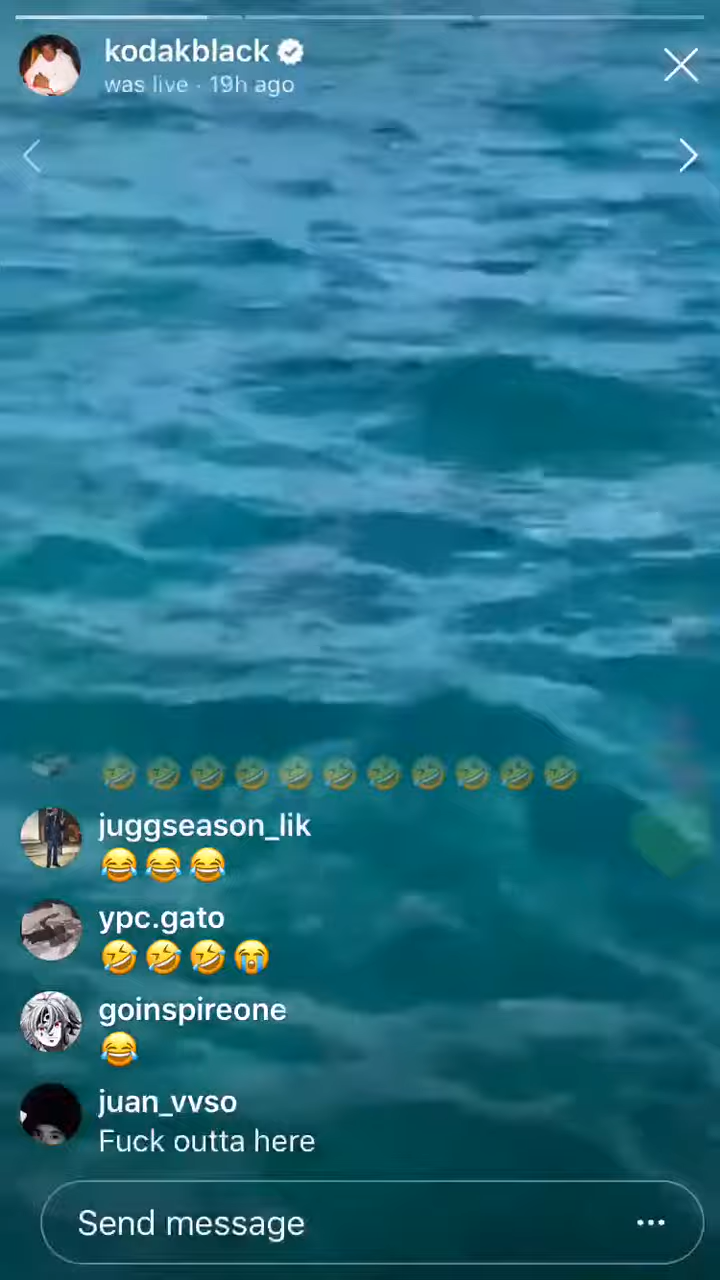 kodakblack
was live · 19h ago
🤣🤣🤣🤣🤣🤣🤣🤣🤣🤣🤣
juggseason_lik
😂😂😂
ypc.gato
🤣🤣🤣😭
goinspireone
😂
juan_vvso
Fuck outta here
Send message